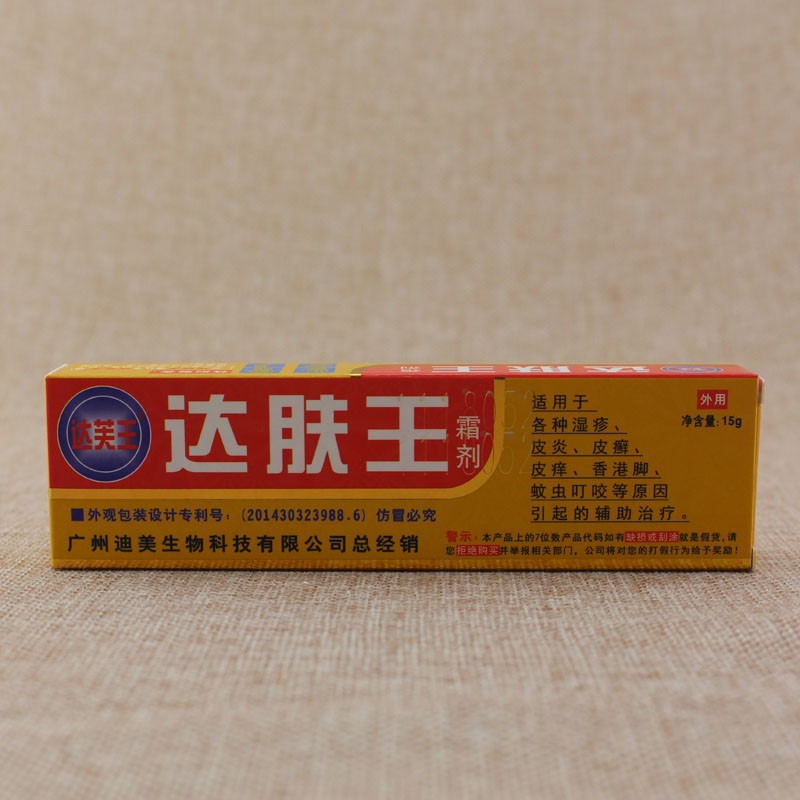 达芙王
达肤王
霜剂
■外观包装设计专利号:(201430323988.6) 仿冒必究
广州迪美生物科技有限公司总经销
适用于
各种湿疹、
皮炎、皮癣、
皮痒、香港脚、
蚊虫叮咬等原因
引起的辅助治疗。
外用
净含量:15g
警示:本产品上的7位数产品代码如有缺损或刮涂就是假货,请
您拒绝购买并举报相关部门,公司将对您的打假行为给予奖励!
达肤王